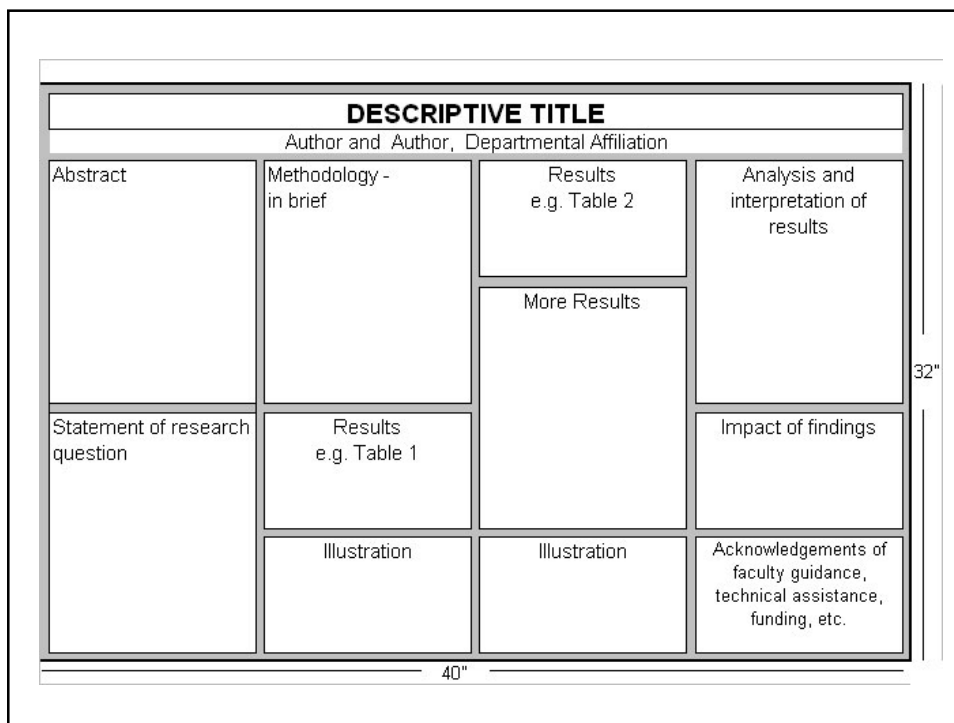 DESCRIPTIVE TITLE
Author and Author, Departmental Affiliation
Abstract
Statement of research
question
Methodology -
in brief
Results
e.g. Table 1
Illustration
Results
e.g. Table 2
More Results
Illustration
Analysis and
interpretation of
results
Impact of findings
Acknowledgements of
faculty guidance,
technical assistance,
funding, etc.
32"
40"